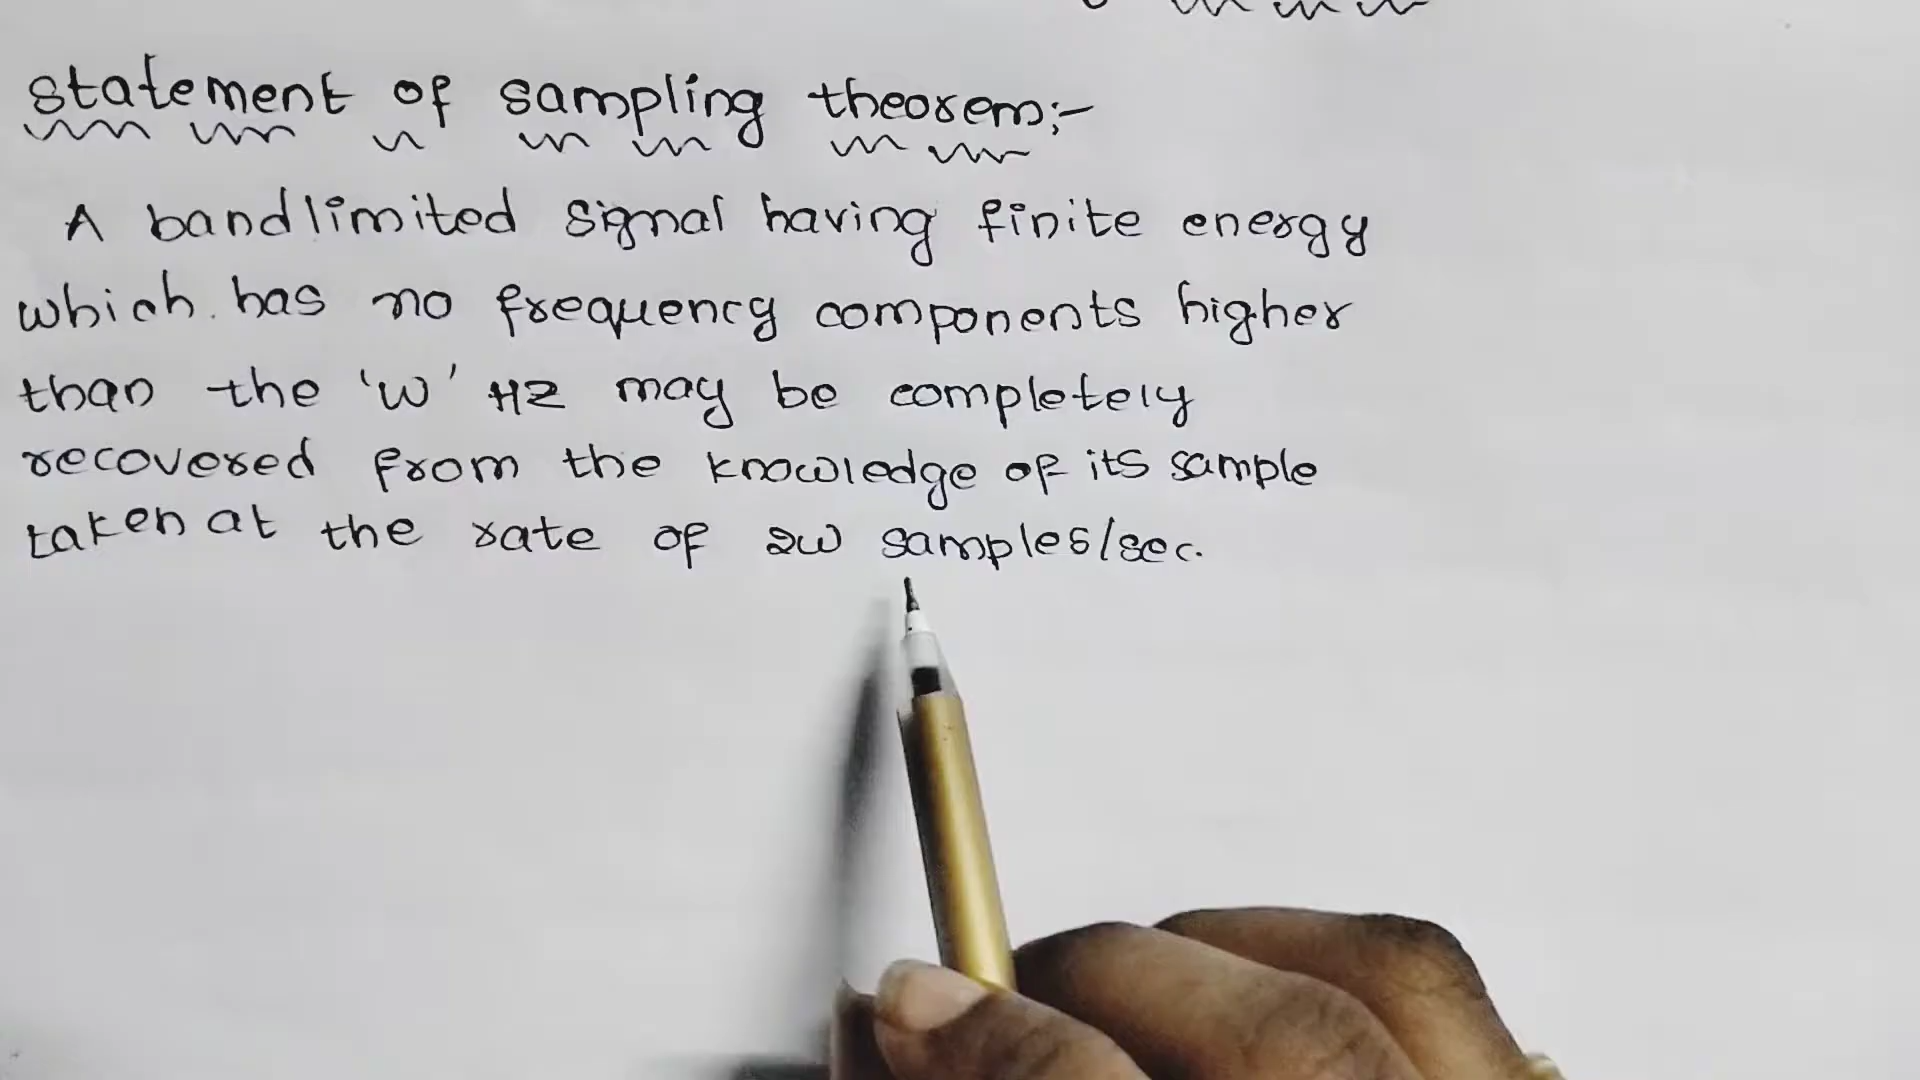 statement of sampling theorem:-
A bandlimited signal having finite energy
which has no frequency components higher
than the 'W' HZ may be completely
recovered from the knowledge of its sample
taken at the rate of 2W samples/sec.